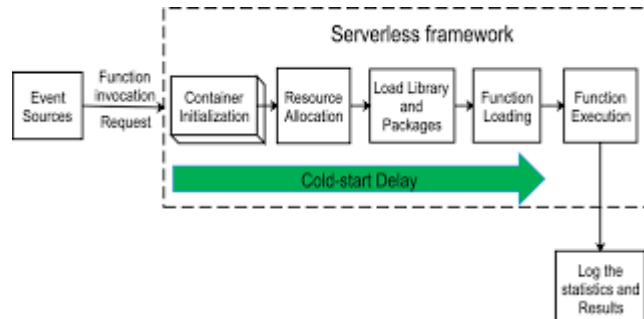 Serverless framework
Event
Sources
Function
invocation
Request
Container
Initialization
Resource
Allocation
Load Library
and
Packages
Function
Loading
Function
Execution
Cold-start Delay
Log the
statistics and
Results